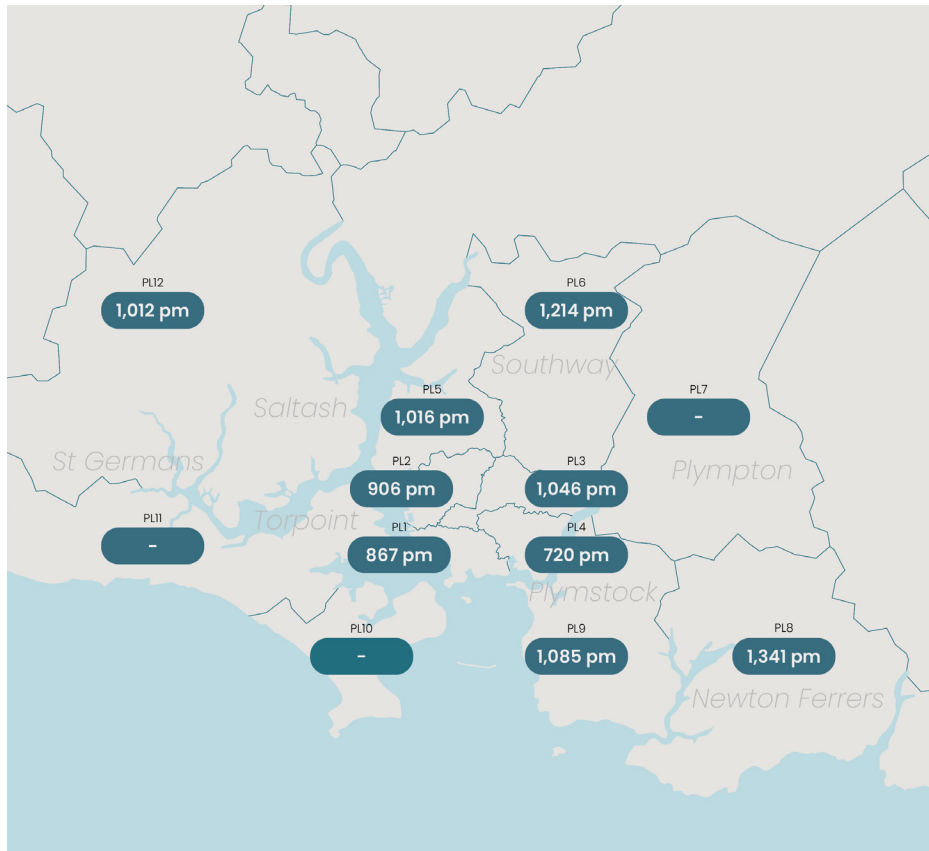 PL12
1,012 pm
PL6
1,214 pm
Southway
PL5
1,016 pm
PL7
-
Saltash
St Germans
PL2
906 pm
PL3
1,046 pm
Plympton
PL11
-
Torpoint
PL1
867 pm
PL4
720 pm
Plymstock
PL10
-
PL9
1,085 pm
PL8
1,341 pm
Newton Ferrers